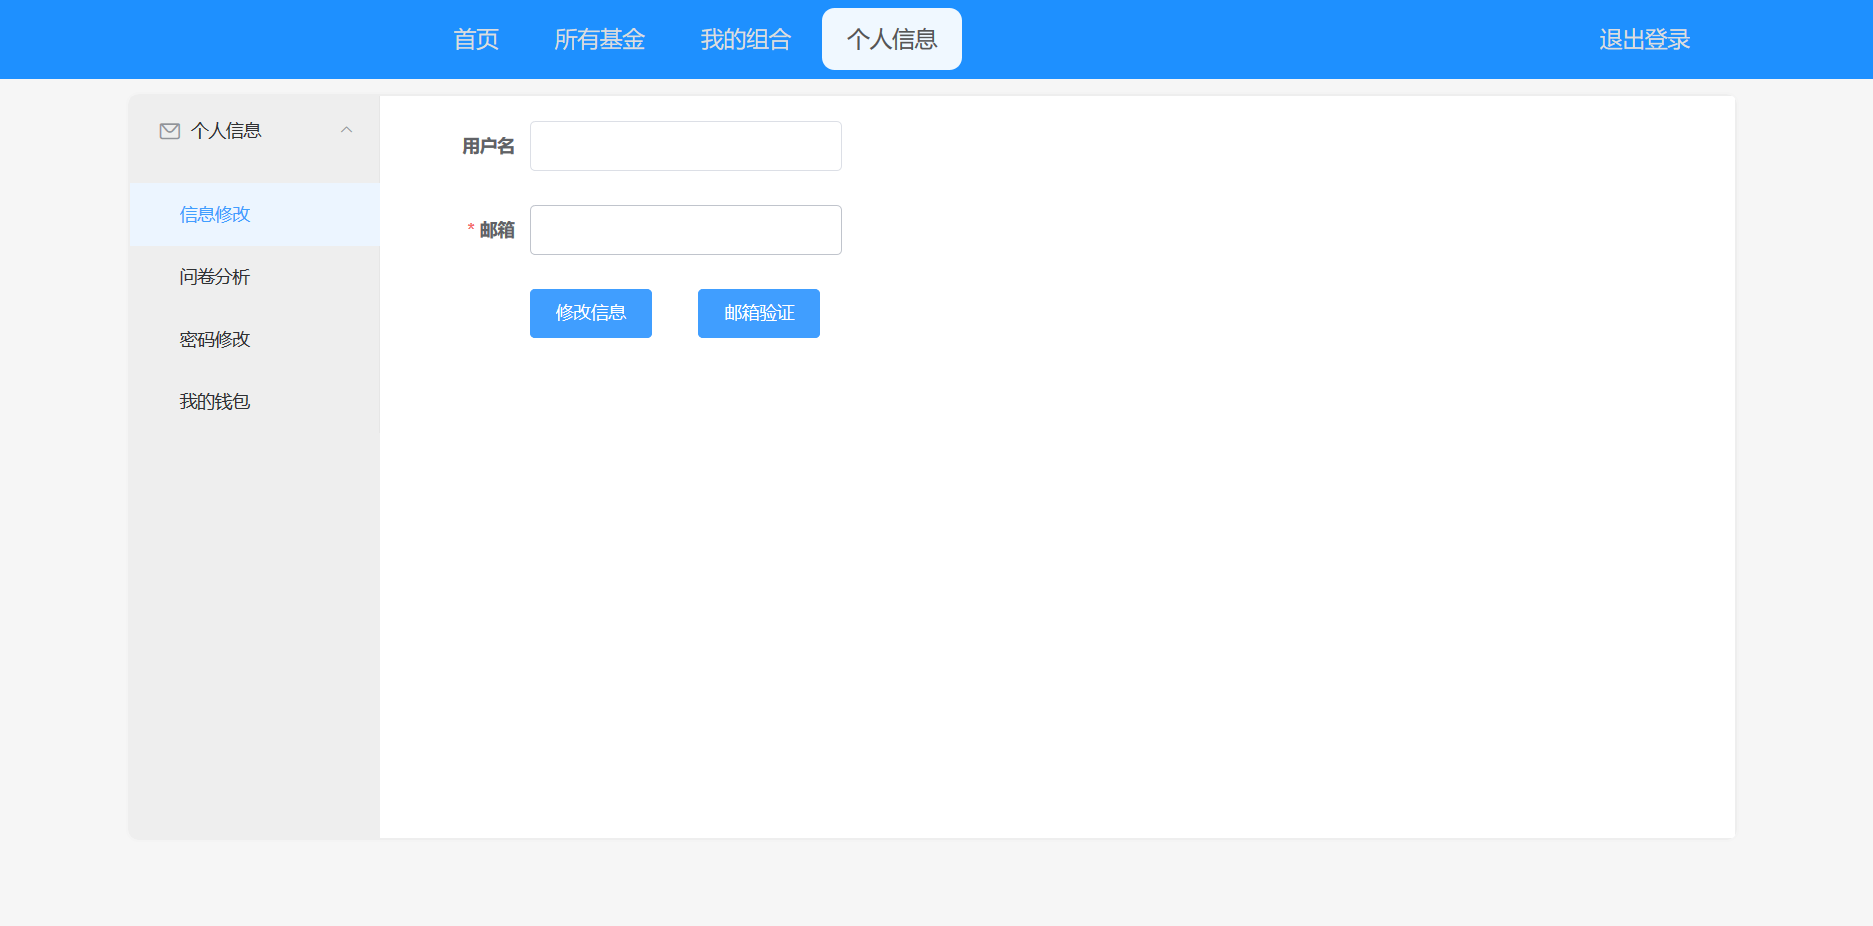 首页 所有基金 我的组合 个人信息 退出登录
个人信息
信息修改
问卷分析
密码修改
我的钱包
用户名
* 邮箱
修改信息 邮箱验证